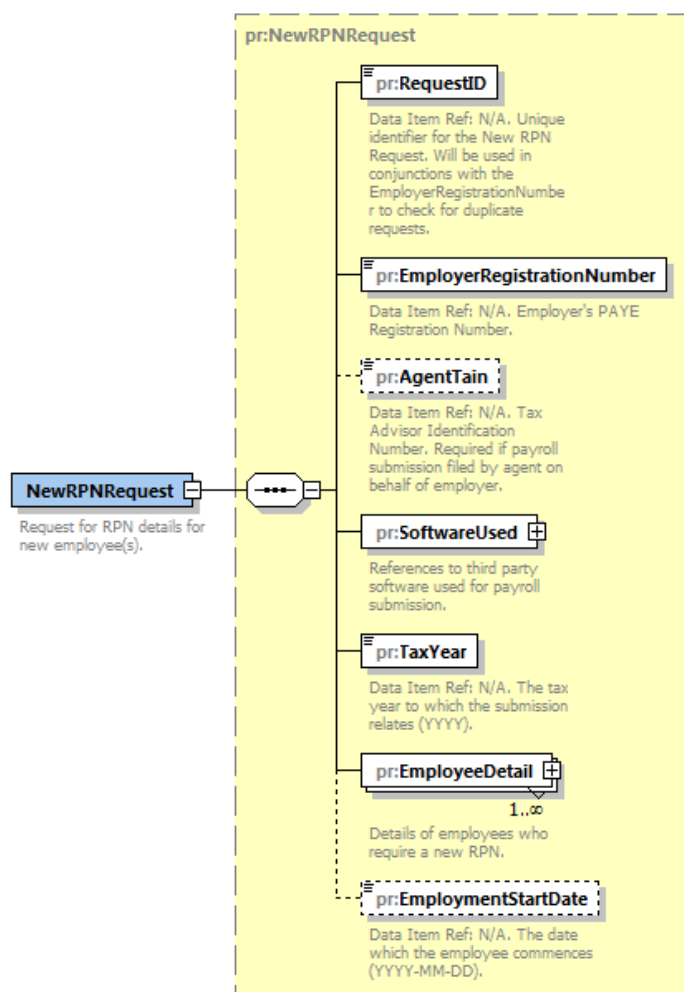 pr:NewRPNRequest
pr:RequestID
Data Item Ref: N/A. Unique
identifier for the New RPN
Request. Will be used in
conjunctions with the
EmployerRegistrationNumbe
r to check for duplicate
requests.
pr:EmployerRegistrationNumber
Data Item Ref: N/A. Employer's PAYE
Registration Number.
pr:AgentTain
Data Item Ref: N/A. Tax
Advisor Identification
Number. Required if payroll
submission filed by agent on
behalf of employer.
NewRPNRequest
Request for RPN details for
new employee(s).
pr:SoftwareUsed
References to third party
software used for payroll
submission.
pr:TaxYear
Data Item Ref: N/A. The tax
year to which the submission
relates (YYYY).
pr:EmployeeDetail
1..∞
Details of employees who
require a new RPN.
pr:EmploymentStartDate
Data Item Ref: N/A. The date
which the employee commences
(YYYY-MM-DD).